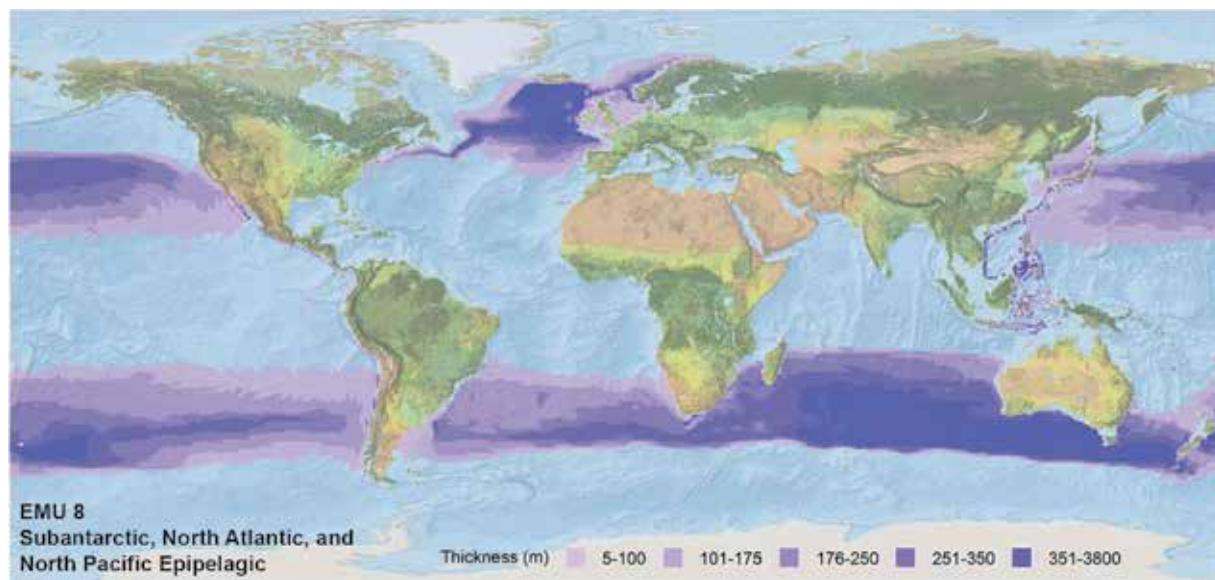 EMU 8
Subantarctic, North Atlantic, and
North Pacific Epipelagic
Thickness (m) 5-100 101-175 176-250 251-350 351-3800